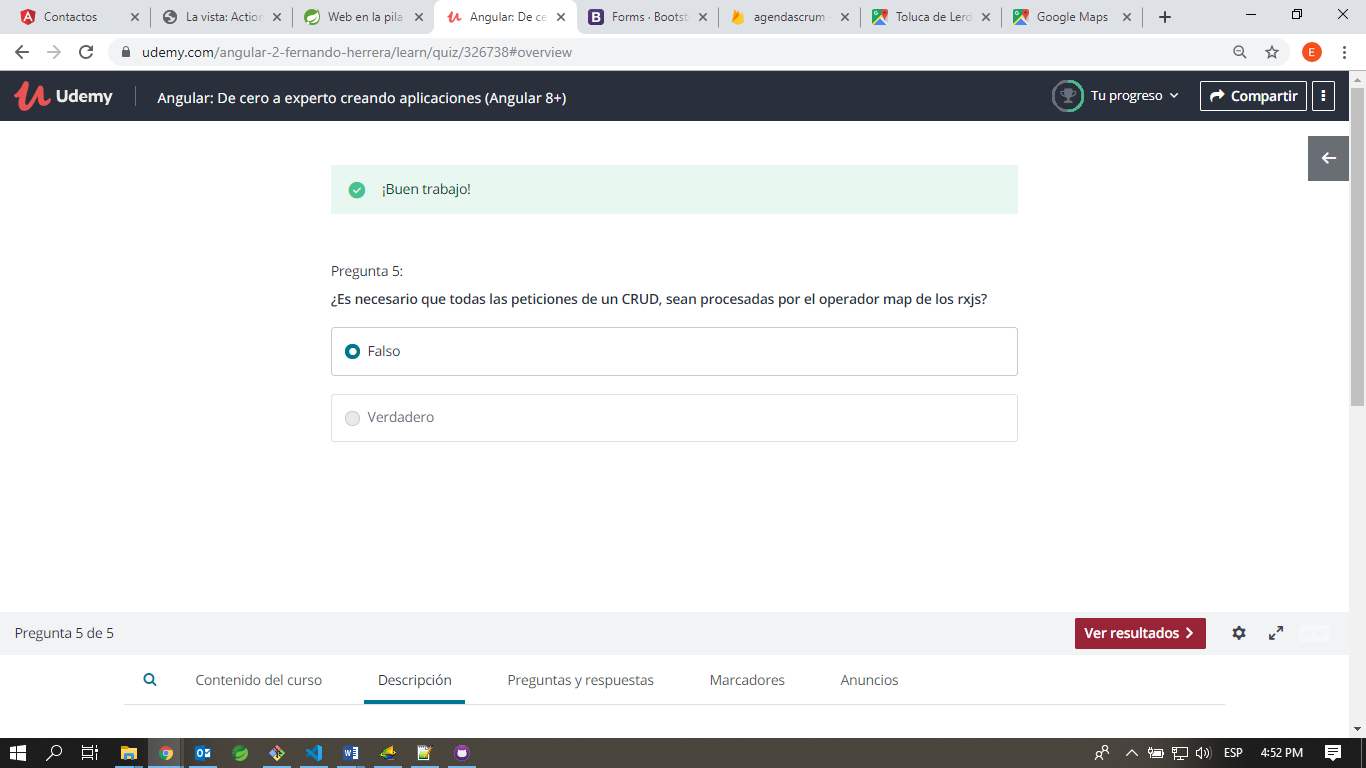 Contactos
La vista: Action
Web en la pila
Angular: De ce
Forms · Bootst
agendascrum -
Toluca de Lerd
Google Maps
udemy.com/angular-2-fernando-herrera/learn/quiz/326738#overview
E
Udemy
Angular: De cero a experto creando aplicaciones (Angular 8+)
Tu progreso
Compartir
¡Buen trabajo!
Pregunta 5:
¿Es necesario que todas las peticiones de un CRUD, sean procesadas por el operador map de los rxjs?
Falso
Verdadero
Pregunta 5 de 5
Ver resultados
Contenido del curso
Descripción
Preguntas y respuestas
Marcadores
Anuncios
ESP
4:52 PM